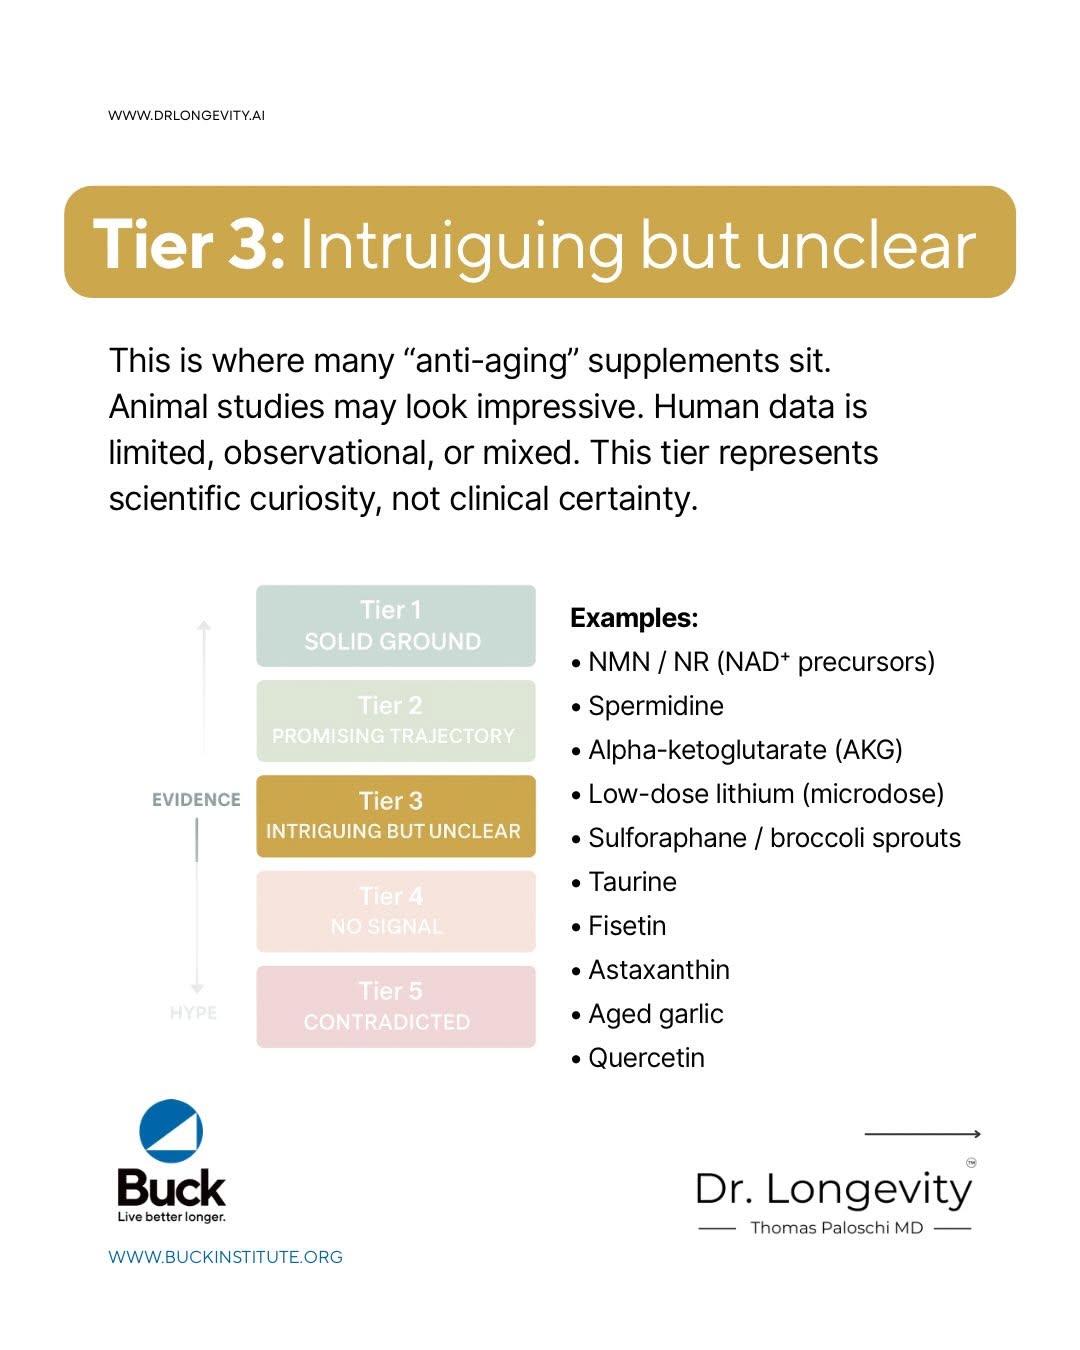 WWW.DRLONGEVITY.AI
Tier 3: Intruiguing but unclear
This is where many “anti-aging” supplements sit.
Animal studies may look impressive. Human data is
limited, observational, or mixed. This tier represents
scientific curiosity, not clinical certainty.
Tier 1
SOLID GROUND
Tier 2
PROMISING TRAJECTORY
EVIDENCE
Tier 3
INTRIGUING BUT UNCLEAR
Tier 4
NO SIGNAL
Tier 5
CONTRADICTED
HYPE
Examples:
• NMN / NR (NAD⁺ precursors)
• Spermidine
• Alpha-ketoglutarate (AKG)
• Low-dose lithium (microdose)
• Sulforaphane / broccoli sprouts
• Taurine
• Fisetin
• Astaxanthin
• Aged garlic
• Quercetin
Buck
Live better longer.
WWW.BUCKINSTITUTE.ORG
Dr. Longevity™
Thomas Paloschi MD